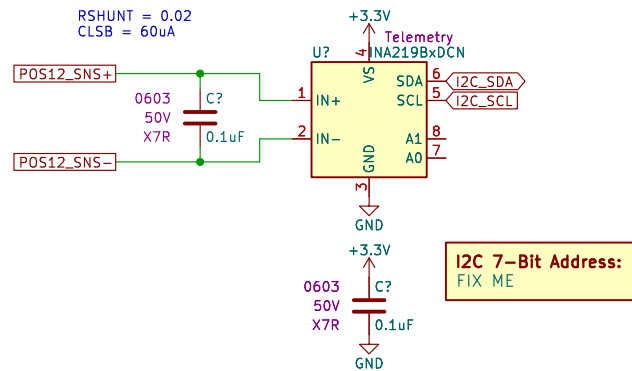 RSHUNT = 0.02
CLSB = 60uA
+3.3V
Telemetry
U?
INA219BxDCN
4
VS
POS12_SNS+
6
SDA
I2C_SDA
5
SCL
I2C_SCL
1
IN+
0603
C?
50V
X7R
0.1uF
2
IN-
8
A1
7
A0
POS12_SNS-
GND
3
GND
+3.3V
I2C 7-Bit Address:
FIX ME
0603
C?
50V
X7R
0.1uF
GND